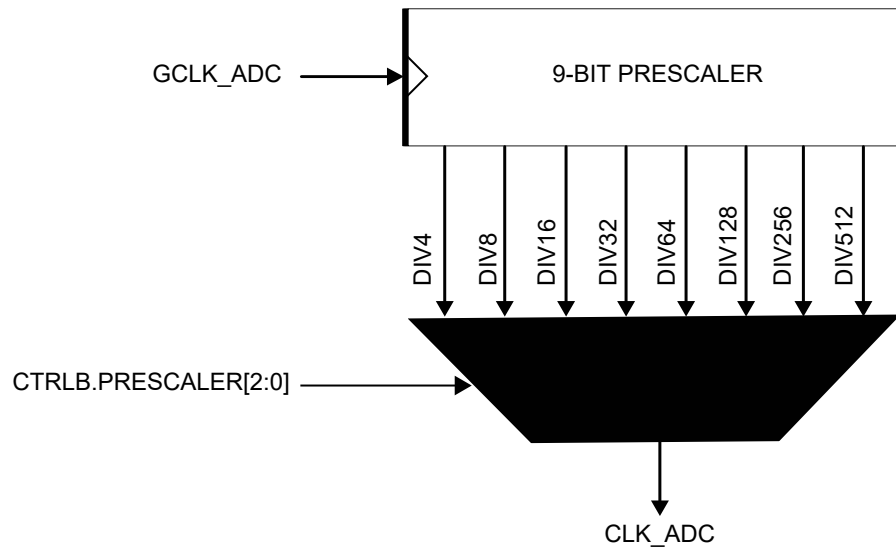 GCLK_ADC
9-BIT PRESCALER
DIV4
DIV8
DIV16
DIV32
DIV64
DIV128
DIV256
DIV512
CTRLB.PRESCALER[2:0]
CLK_ADC